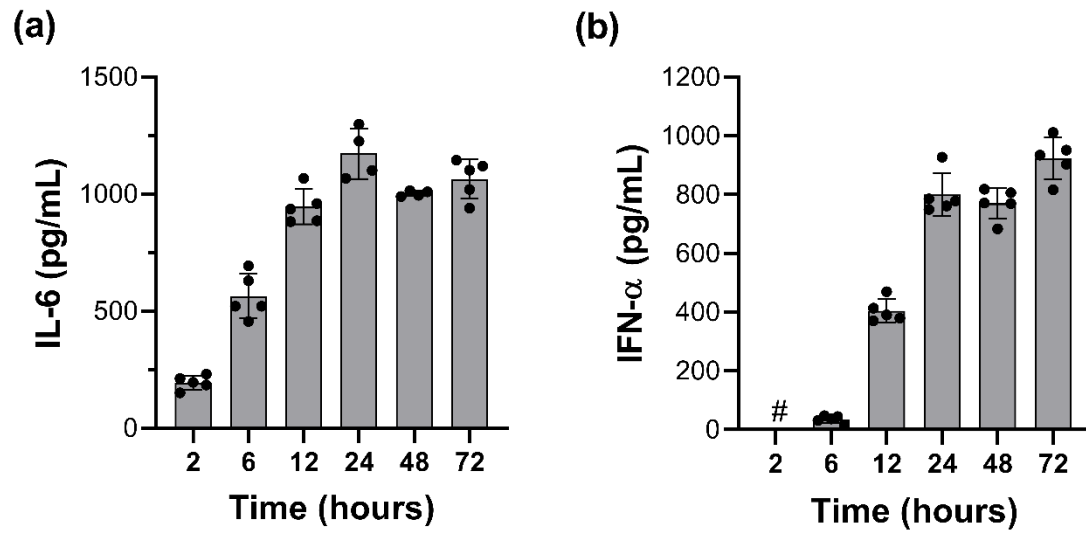 (a)
IL-6 (pg/mL)
1500
1000
500
0
2 6 12 24 48 72
Time (hours)
(b)
IFN-α (pg/mL)
1200
1000
800
600
400
200
0
#
2 6 12 24 48 72
Time (hours)